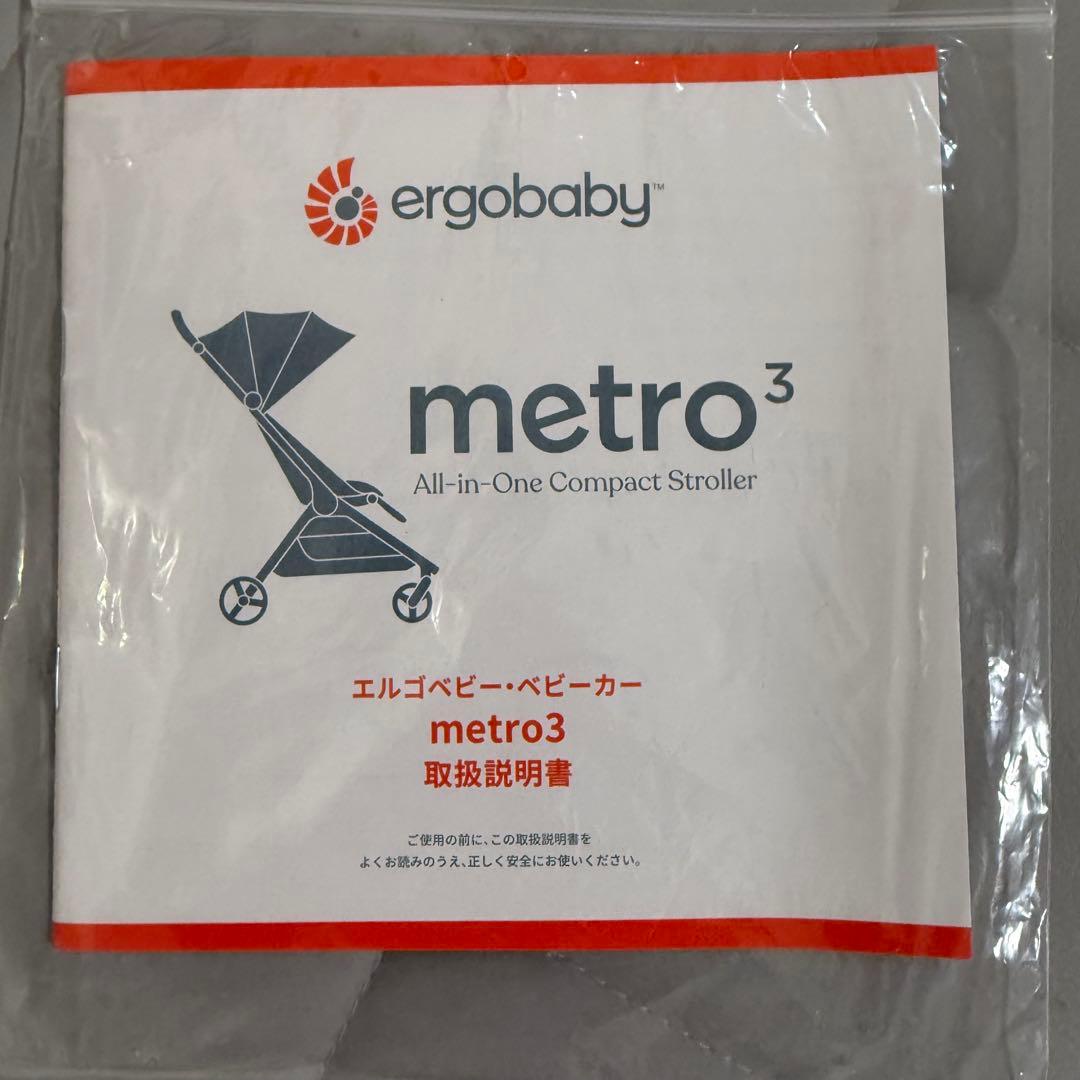 ergobaby™
metro³
All-in-One Compact Stroller
エルゴベビー・ベビーカー
metro3
取扱説明書
ご使用の前に、この取扱説明書を
よくお読みのうえ、正しく安全にお使いください。